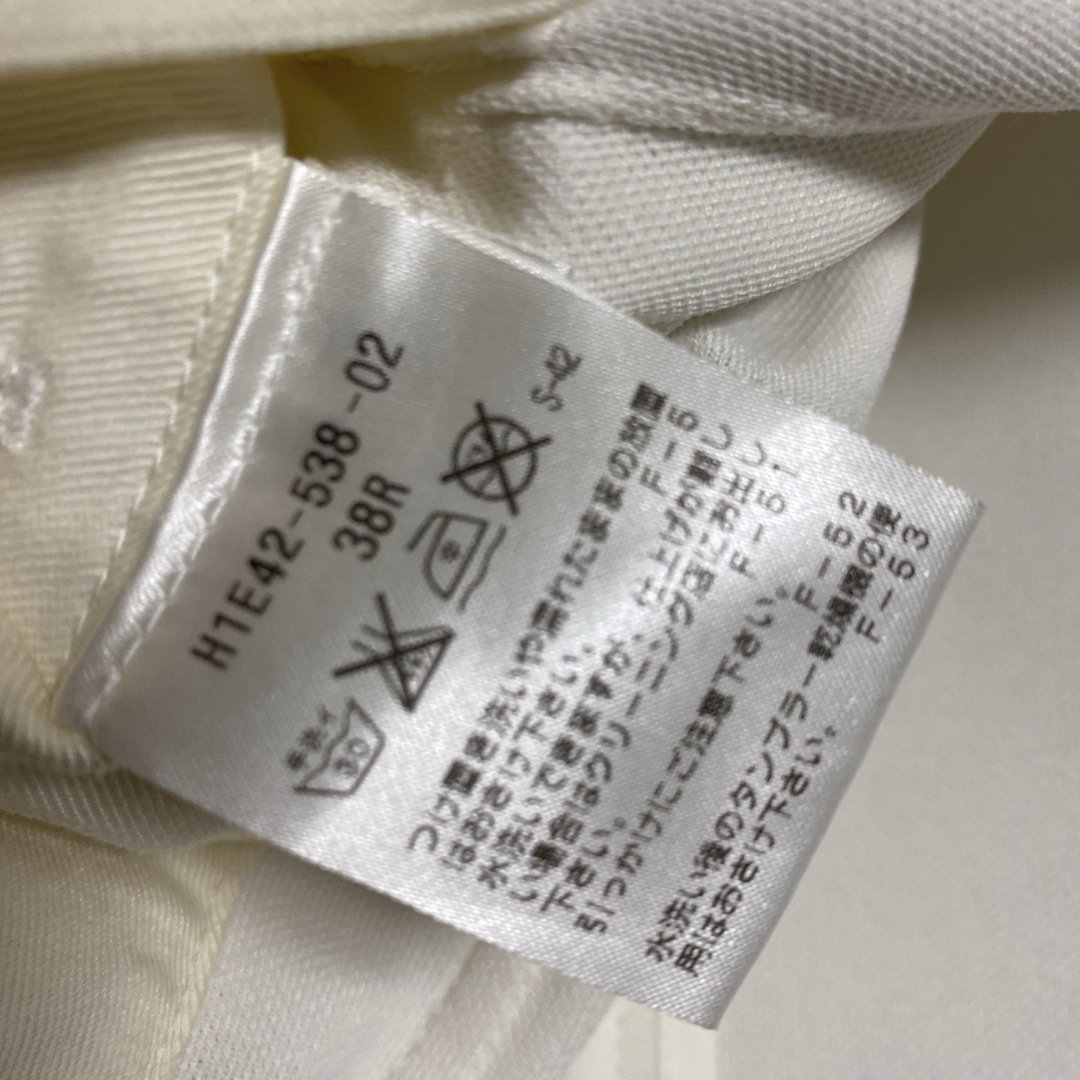 H1E42-538-02
38R
S-42
手洗イ
30
つけ置き洗いや濡れたままの放置
はおさけ下さい。 F-5
水洗いできますが、仕上げが難し
い場合はクリーニング店にお出し
下さい。 F-51
引っかけにご注意下さい。
F-52
水洗い後のタンブラー乾燥機の使
用はおさけ下さい。 F-53